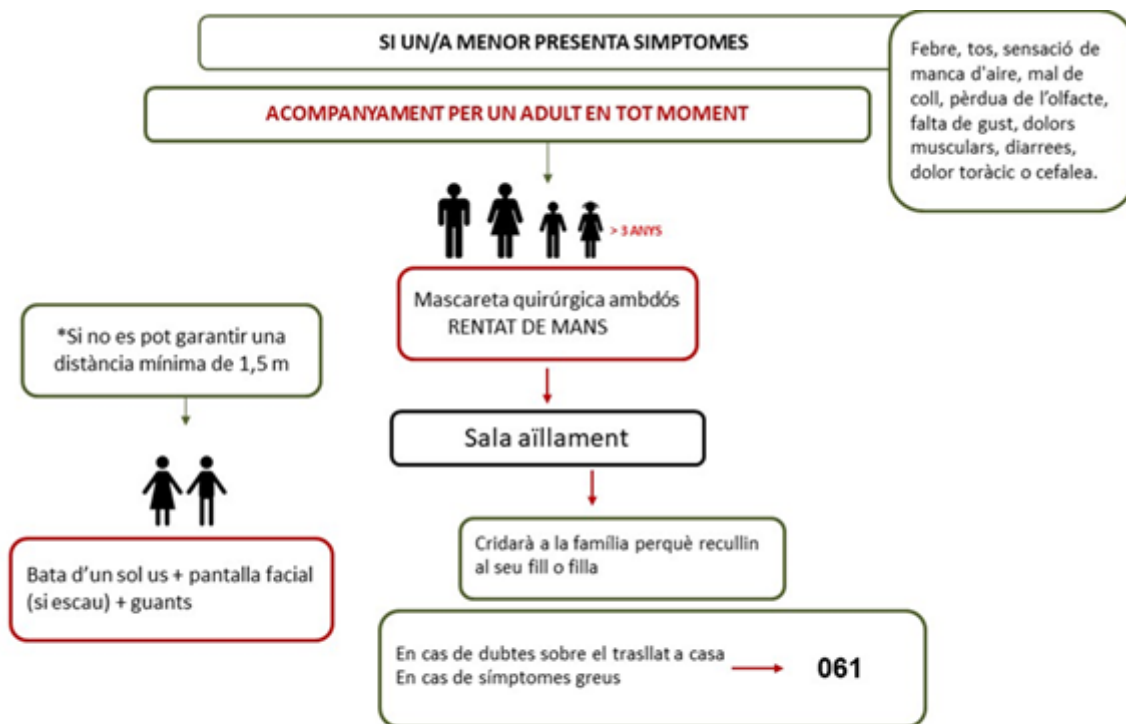 SI UN/A MENOR PRESENTA SIMPTOMES
Febre, tos, sensació de
manca d'aire, mal de
coll, pèrdua de l'olfacte,
falta de gust, dolors
musculars, diarrees,
dolor toràcic o cefalea.
ACOMPANYAMENT PER UN ADULT EN TOT MOMENT
> 3 ANYS
Mascareta quirúrgica ambdós
RENTAT DE MANS
*Si no es pot garantir una
distància mínima de 1,5 m
Sala aïllament
Bata d'un sol us + pantalla facial
(si escau) + guants
Cridarà a la família perquè recullin
al seu fill o filla
En cas de dubtes sobre el trasllat a casa
En cas de símptomes greus
061